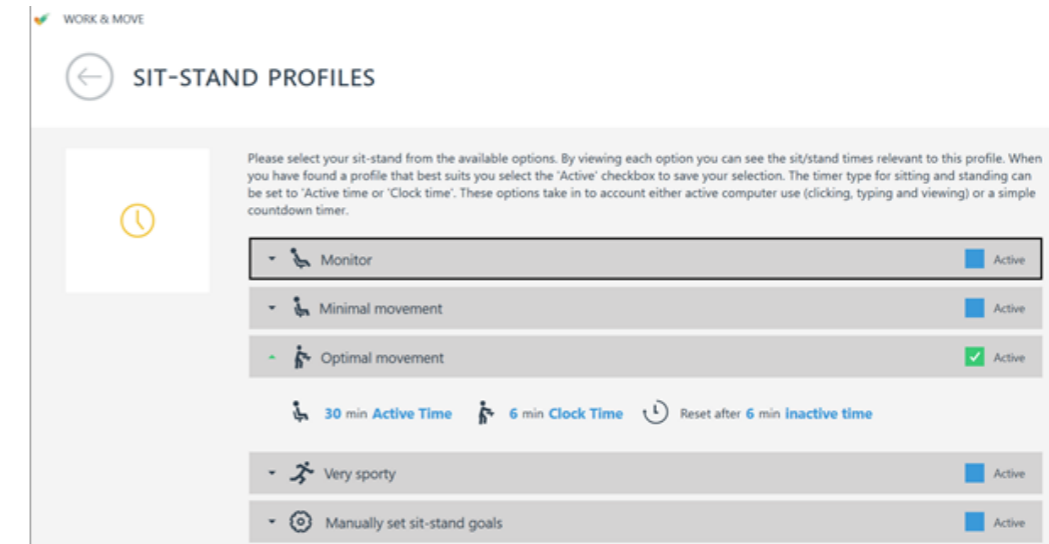 WORK & MOVE
SIT-STAND PROFILES
Please select your sit-stand from the available options. By viewing each option you can see the sit/stand times relevant to this profile. When
you have found a profile that best suits you select the 'Active' checkbox to save your selection. The timer type for sitting and standing can
be set to 'Active time or 'Clock time'. These options take in to account either active computer use (clicking, typing and viewing) or a simple
countdown timer.
Monitor Active
Minimal movement Active
Optimal movement Active
30 min Active Time 6 min Clock Time Reset after 6 min inactive time
Very sporty Active
Manually set sit-stand goals Active